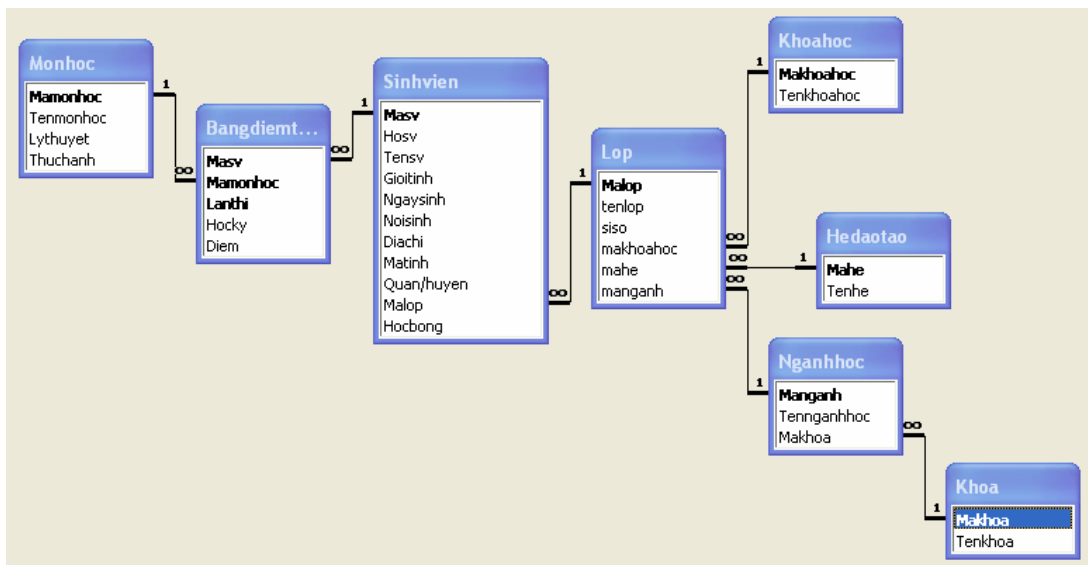 Monhoc
Mamonhoc
Tenmonhoc
Lythuyet
Thuchanh
1
∞
Bangdiemt...
Masv
Mamonhoc
Lanthi
Hocky
Diem
∞
1
Sinhvien
Masv
Hosv
Tensv
Gioitinh
Ngaysinh
Noisinh
Diachi
Matinh
Quan/huyen
Malop
Hocbong
∞
1
Lop
Malop
tenlop
siso
makhoahoc
mahe
manganh
∞
∞
∞
1
Khoahoc
Makhoahoc
Tenkhoahoc
1
Hedaotao
Mahe
Tenhe
1
Nganhhoc
Manganh
Tennganhhoc
Makhoa
∞
1
Khoa
Makhoa
Tenkhoa